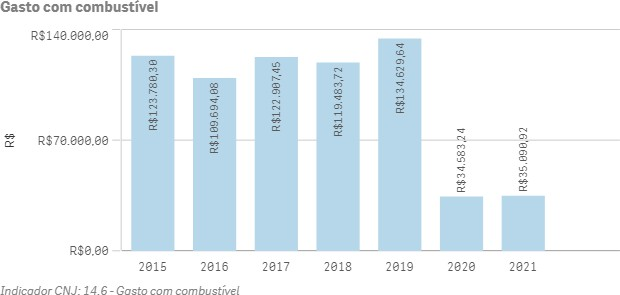 Gasto com combustível
R$140.000,00
R$70.000,00
R$0,00
R$
R$123.780,30
R$109.694,08
R$122.907,45
R$119.483,72
R$134.629,64
R$34.583,24
R$35.090,92
2015 2016 2017 2018 2019 2020 2021
Indicador CNJ: 14.6 - Gasto com combustível